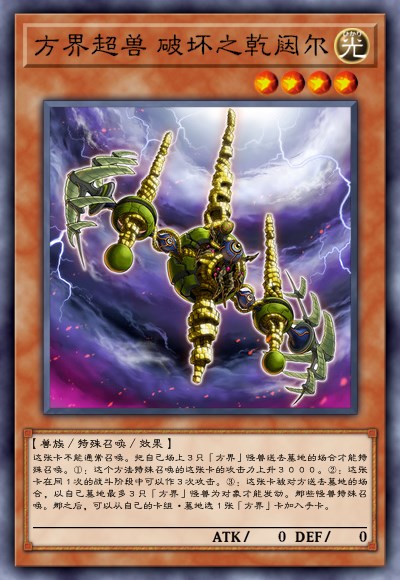 方界超兽 破坏之乾闼尔
光
【兽族／特殊召唤／效果】
这张卡不能通常召唤。把自己场上3只「方界」怪兽送去墓地的场合才能特
殊召唤。①：这个方法特殊召唤的这张卡的攻击力上升3000。②：这张
卡在同1次的战斗阶段中可以作3次攻击。③：这张卡被对方送去墓地的场
合，以自己墓地最多3只「方界」怪兽为对象才能发动。那些怪兽特殊召
唤。那之后，可以从自己的卡组·墓地选1张「方界」卡加入手卡。
ATK／ 0 DEF／ 0